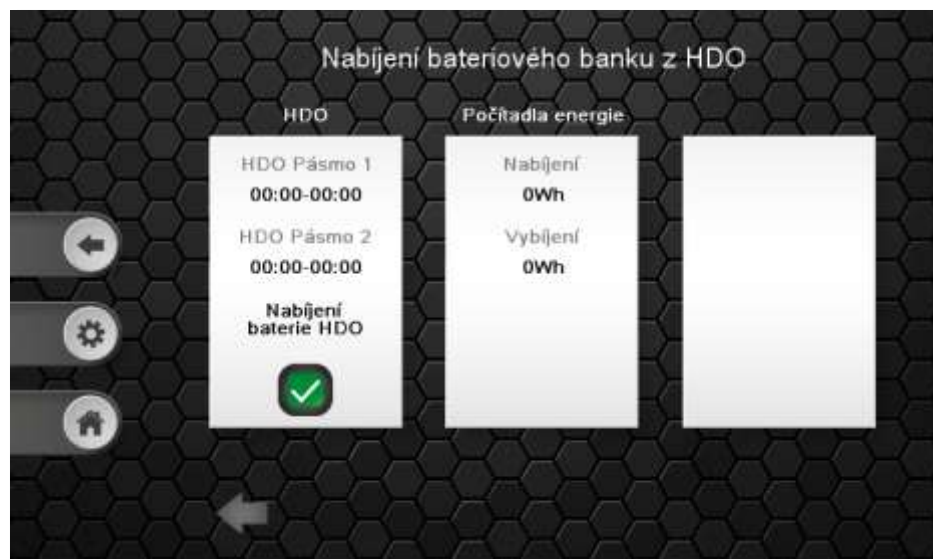 Nabíjení bateriového banku z HDO
HDO
HDO Pásmo 1
00:00-00:00
HDO Pásmo 2
00:00-00:00
Nabíjení
baterie HDO
Počítadla energie
Nabíjení
0Wh
Vybíjení
0Wh